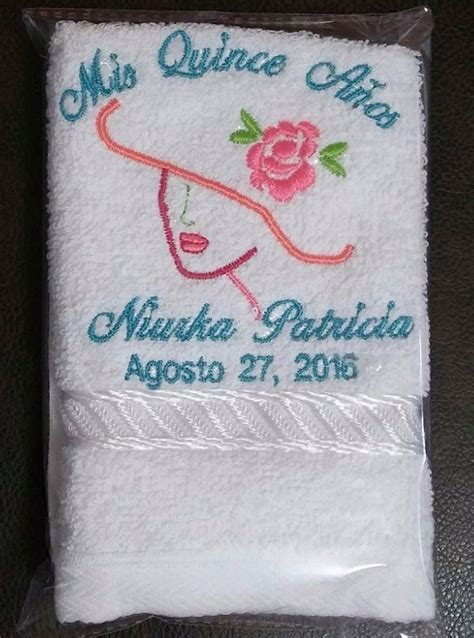 Mis Quince Años
Niurka Patricia
Agosto 27, 2016